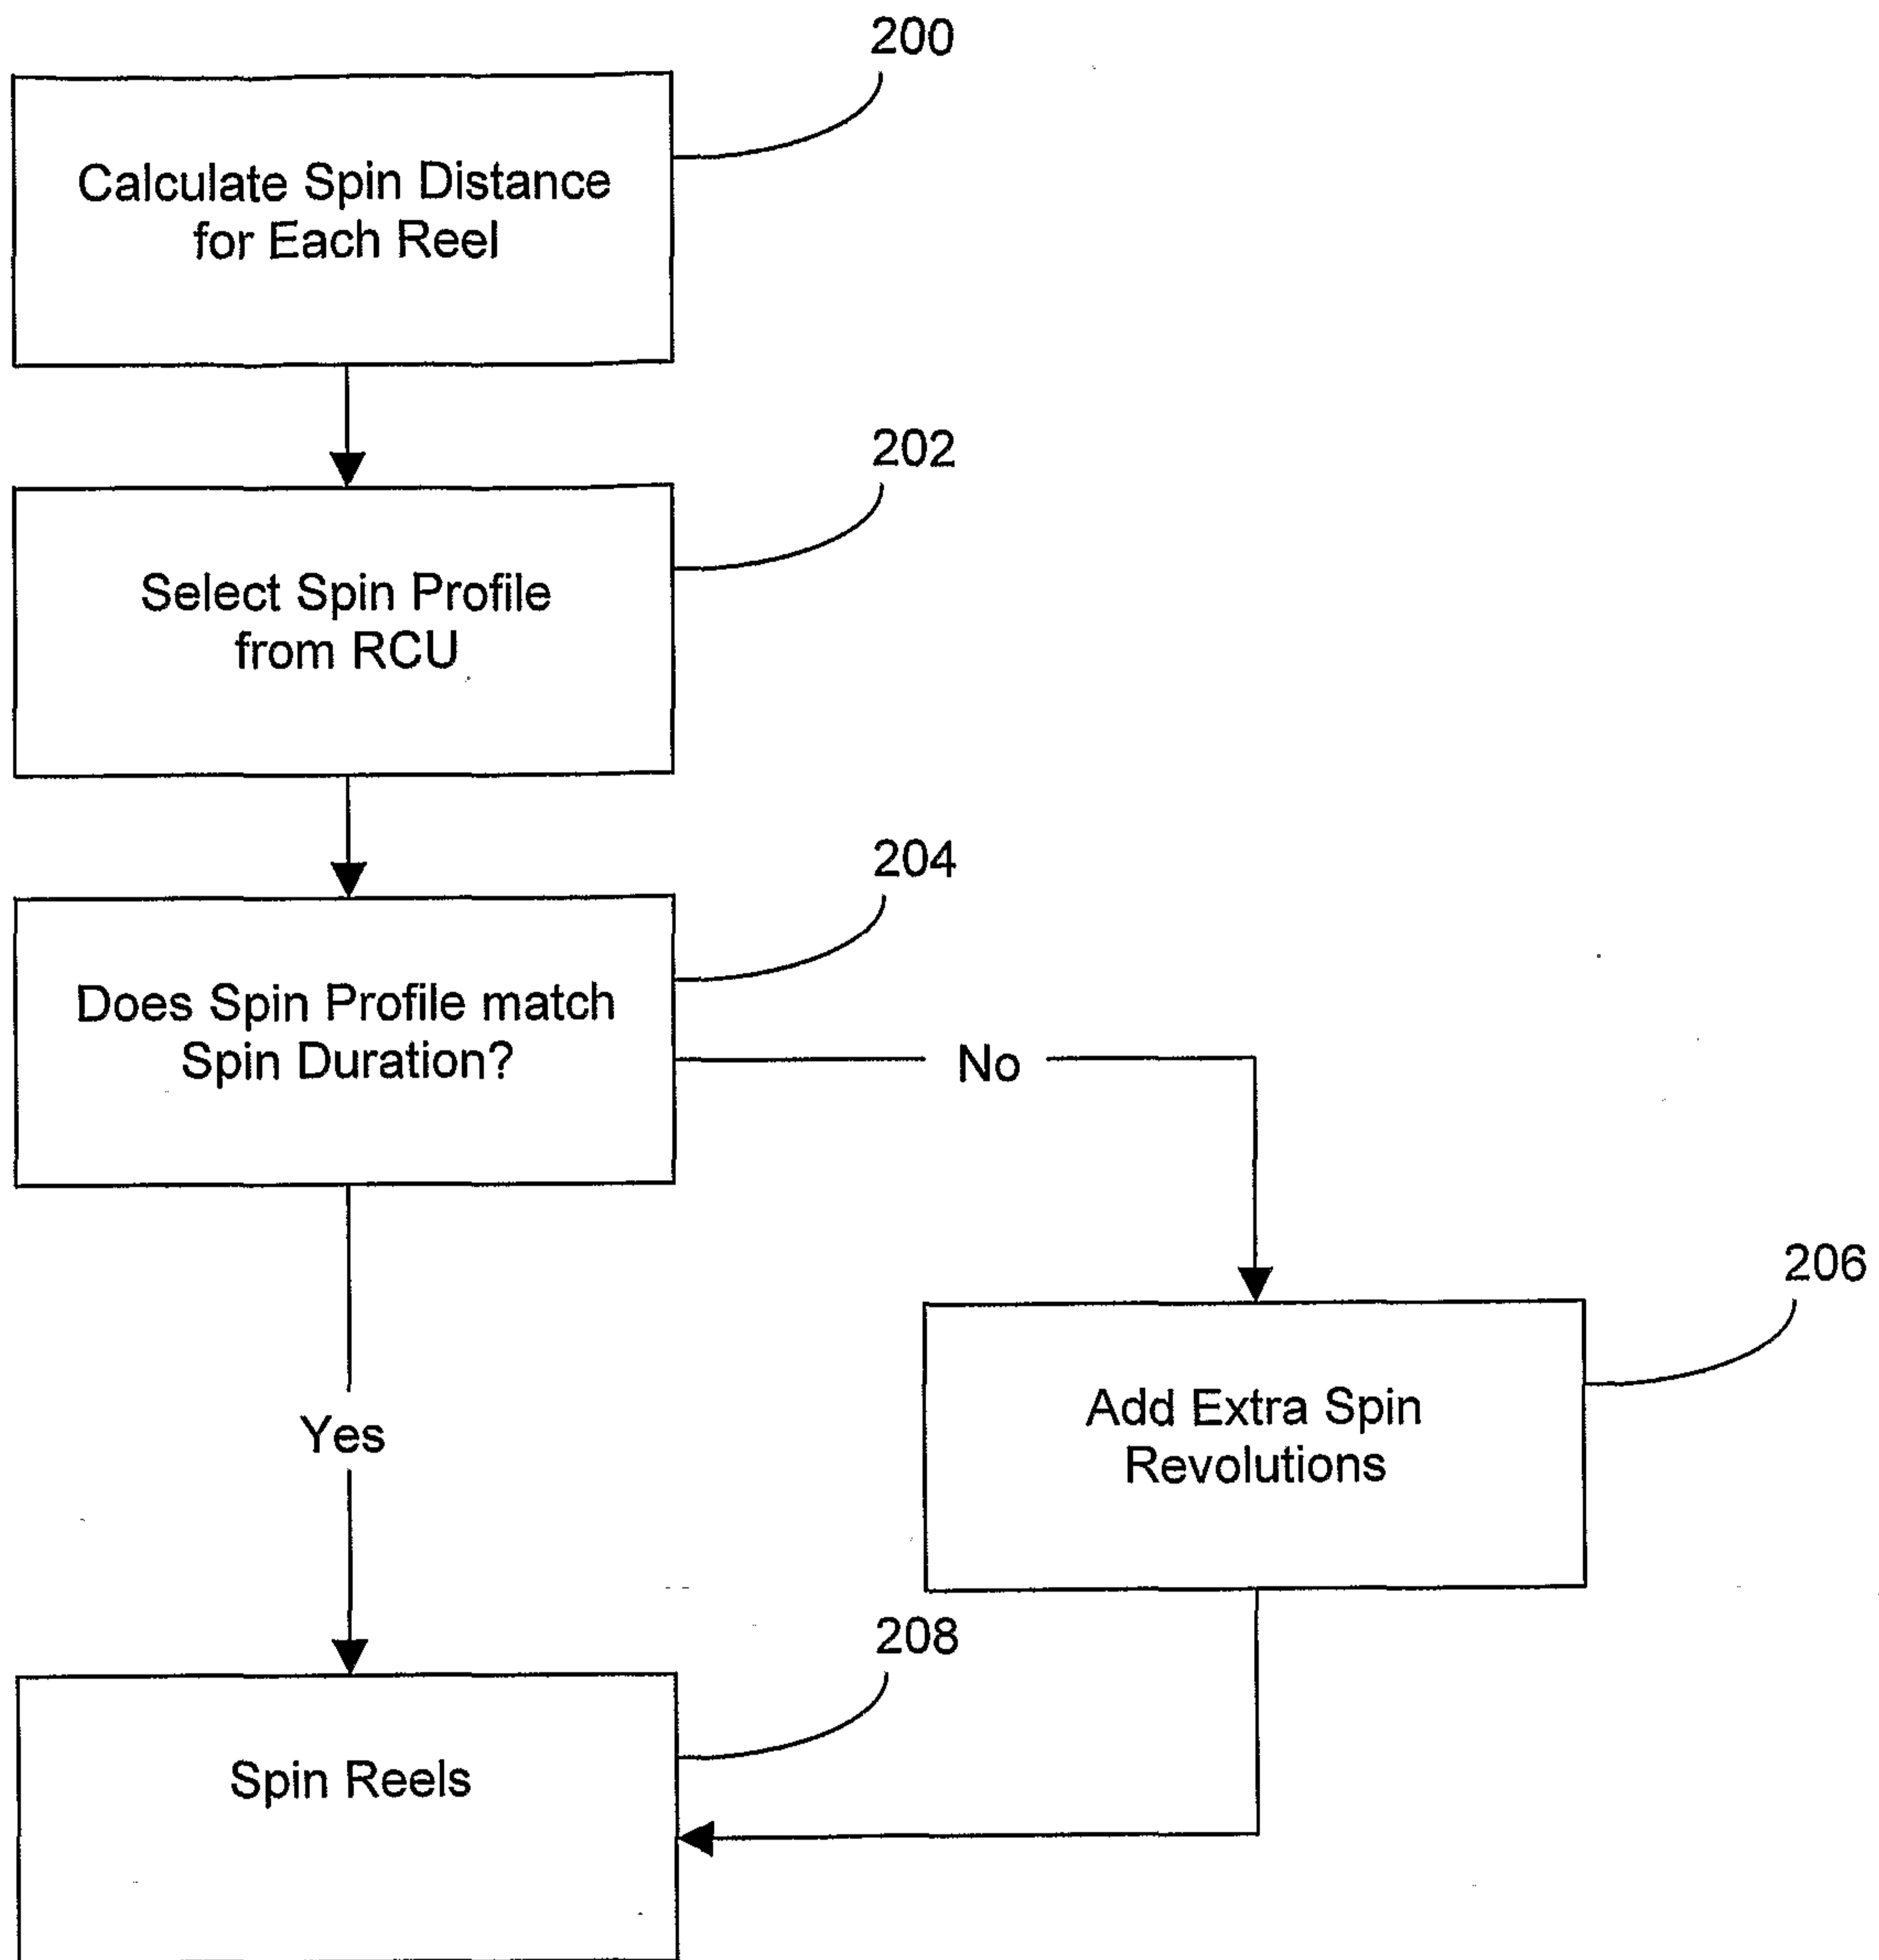 200
Calculate Spin Distance
for Each Reel
202
Select Spin Profile
from RCU
204
Does Spin Profile match
Spin Duration?
No
206
Add Extra Spin
Revolutions
Yes
208
Spin Reels